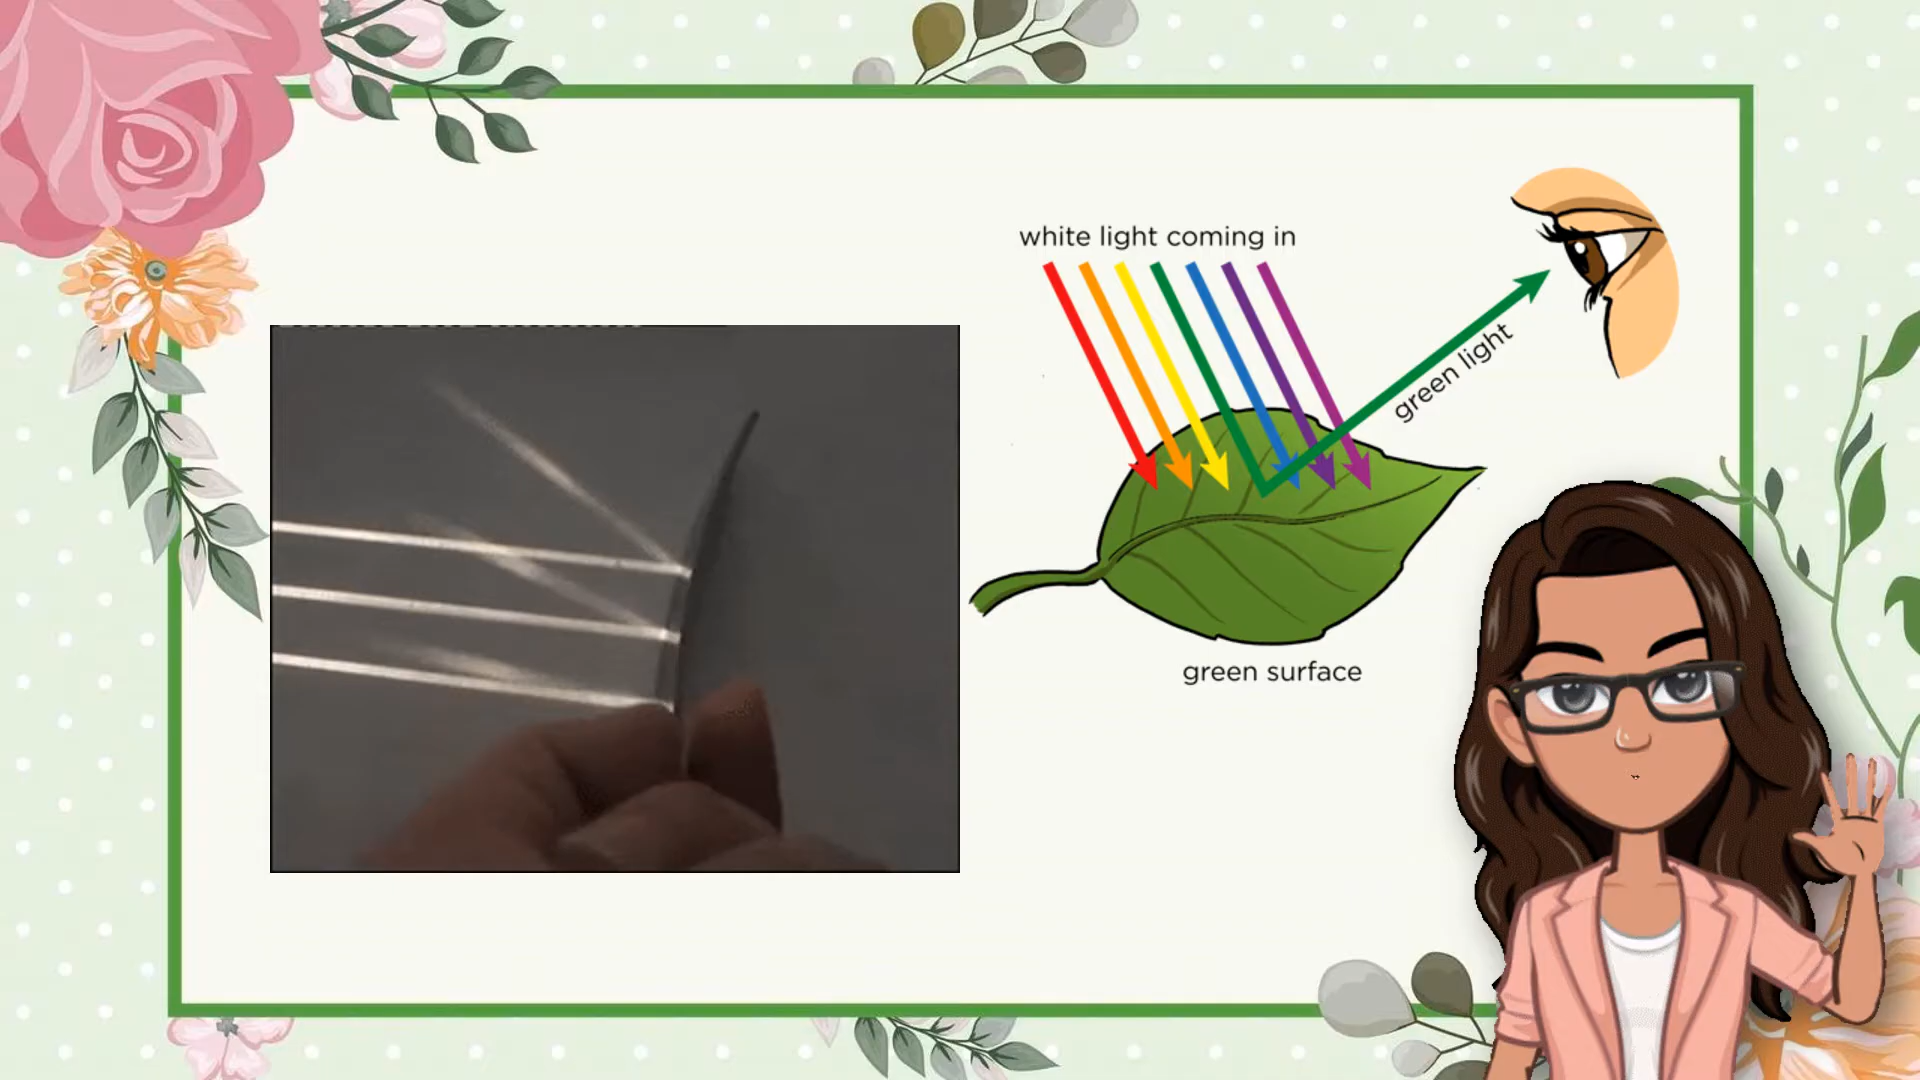 white light coming in
green light
green surface